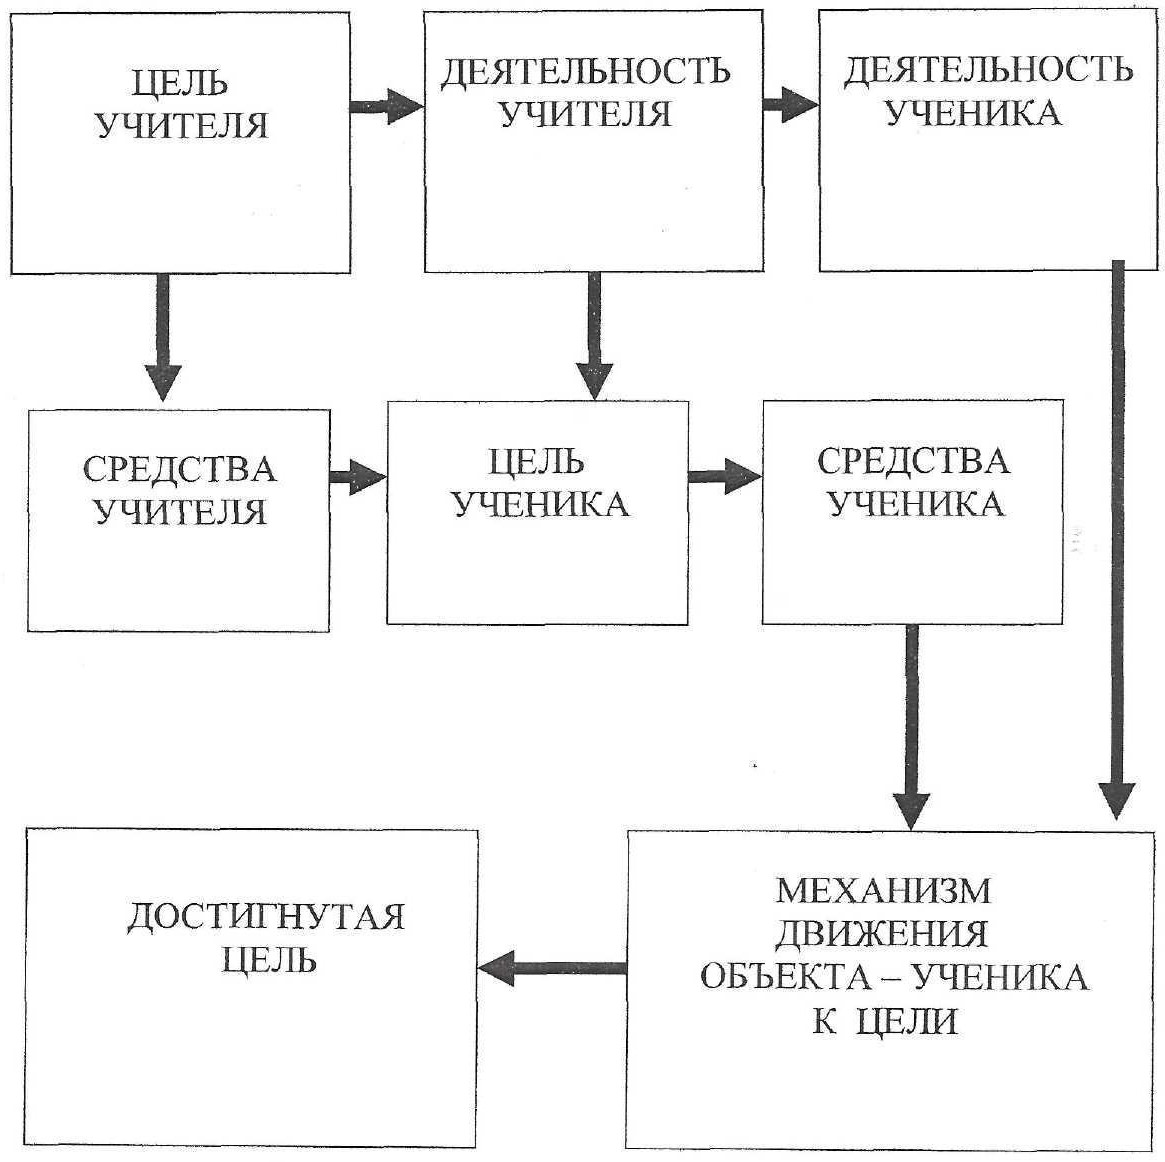 ЦЕЛЬ
УЧИТЕЛЯ
ДЕЯТЕЛЬНОСТЬ
УЧИТЕЛЯ
ДЕЯТЕЛЬНОСТЬ
УЧЕНИКА
СРЕДСТВА
УЧИТЕЛЯ
ЦЕЛЬ
УЧЕНИКА
СРЕДСТВА
УЧЕНИКА
ДОСТИГНУТАЯ
ЦЕЛЬ
МЕХАНИЗМ
ДВИЖЕНИЯ
ОБЪЕКТА – УЧЕНИКА
К ЦЕЛИ